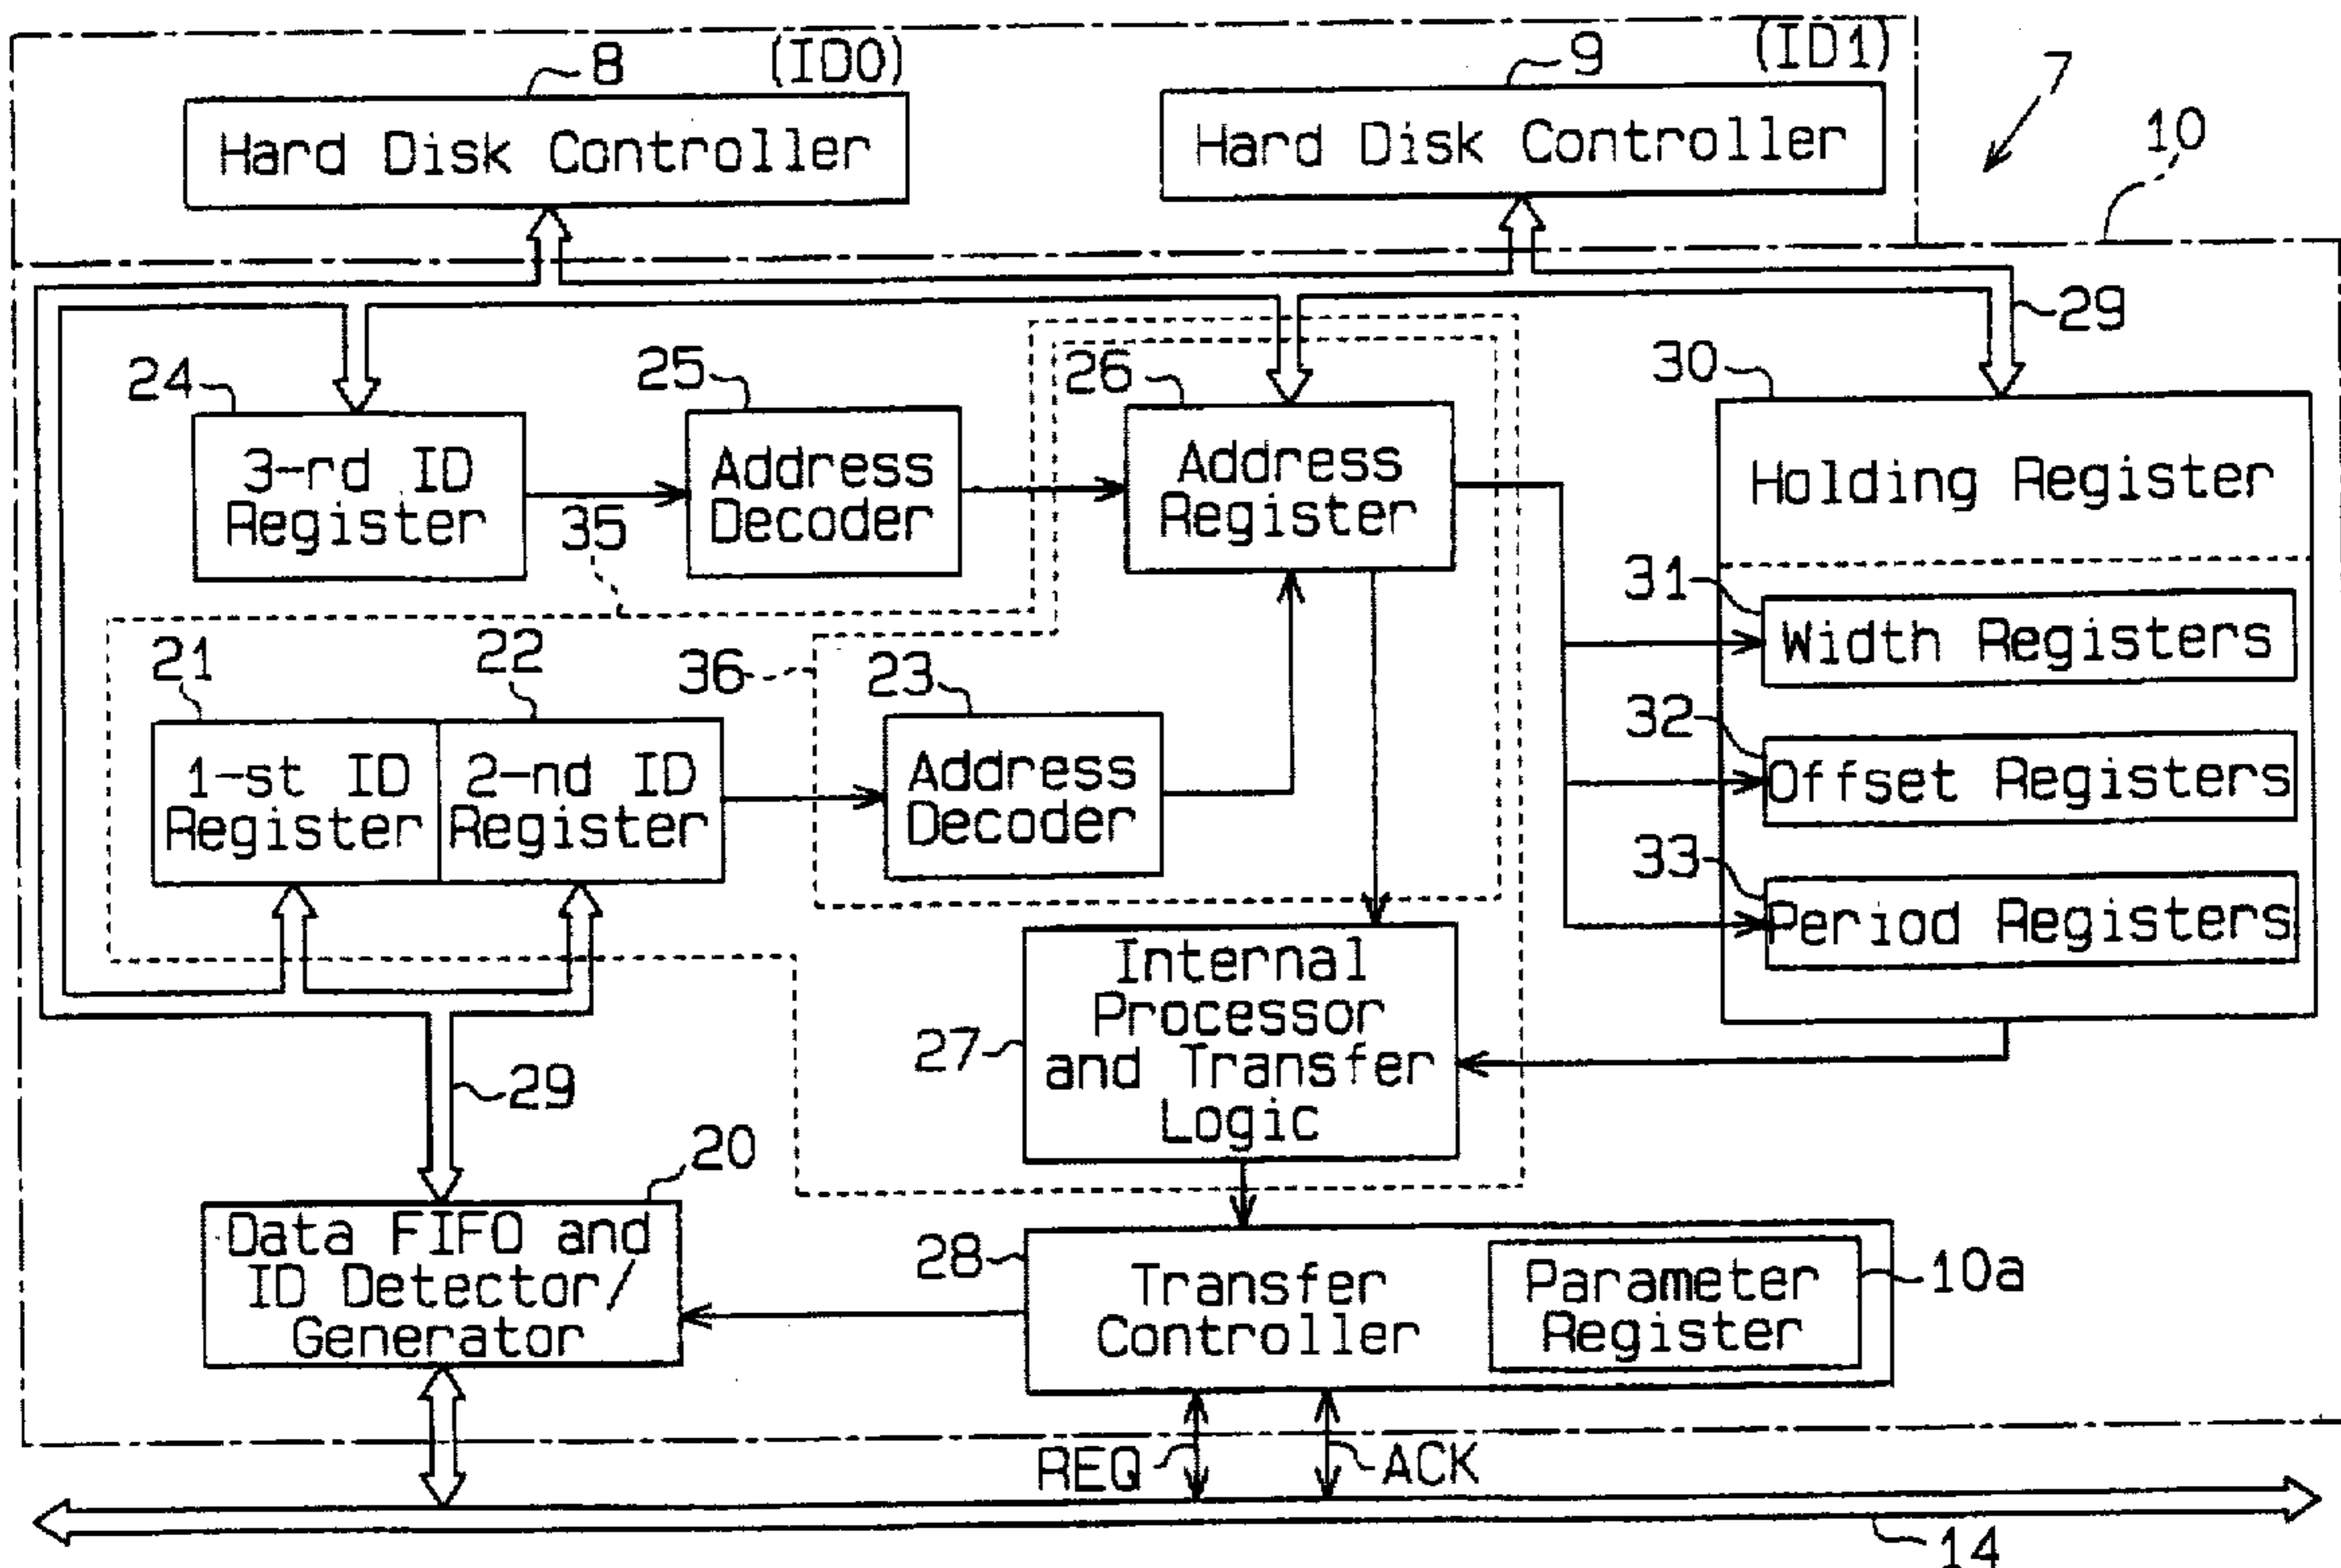 8
(ID0)
9
(ID1)
7
10
Hard Disk Controller
Hard Disk Controller
29
24
25
26
30
3-rd ID
Register
Address
Decoder
Address
Register
Holding Register
35
31
Width Registers
21
22
36
23
32
1-st ID
Register
2-nd ID
Register
Address
Decoder
Offset Registers
33
Period Registers
27
Internal
Processor
and Transfer
Logic
29
20
Data FIFO and
ID Detector/
Generator
28
Transfer
Controller
Parameter
Register
10a
REQ
ACK
14